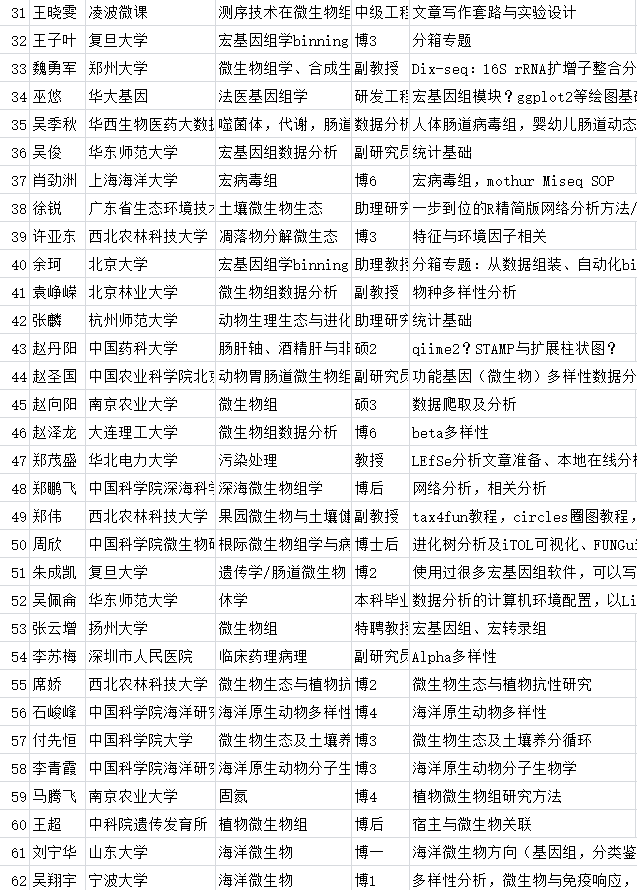 31 王晓雯 凌波微课 测序技术在微生物组 中级工程 文章写作套路与实验设计
32 王子叶 复旦大学 宏基因组学binning 博3 分箱专题
33 魏勇军 郑州大学 微生物组学、合成生 副教授 Dix-seq: 16S rRNA扩增子整合分
34 巫悠 华大基因 法医基因组学 研发工程 宏基因组模块？ggplot2等绘图基础
35 吴季秋 华西生物医药大数据 噬菌体，代谢，肠道 数据分析 人体肠道病毒组，婴幼儿肠道动态
36 吴俊 华东师范大学 宏基因组数据分析 副研究员 统计基础
37 肖劲洲 上海海洋大学 宏病毒组 博6 宏病毒组，mothur Miseq SOP
38 徐锐 广东省生态环境技术 土壤微生物生态 助理研究 一步到位的R精简版网络分析方法/
39 许亚东 西北农林科技大学 凋落物分解微生态 博3 特征与环境因子相关
40 余珂 北京大学 宏基因组学binning 助理教授 分箱专题：从数据组装、自动化bi
41 袁峥嵘 北京林业大学 微生物组数据分析 副教授 物种多样性分析
42 张麟 杭州师范大学 动物生理生态与进化 助理研究 统计基础
43 赵丹阳 中国药科大学 肠肝轴、酒精肝与非 硕2 qiime2？STAMP与扩展柱状图？
44 赵圣国 中国农业科学院北京 动物胃肠道微生物组 副研究员 功能基因（微生物）多样性数据分
45 赵向阳 南京农业大学 微生物组 硕3 数据爬取及分析
46 赵泽龙 大连理工大学 微生物组数据分析 博6 beta多样性
47 郑茂盛 华北电力大学 污染处理 教授 LEfSe分析文章准备、本地在线分析
48 郑鹏飞 中国科学院深海科学 深海微生物组学 博后 网络分析，相关分析
49 郑伟 西北农林科技大学 果园微生物与土壤健 副教授 tax4fun教程，circles圈图教程，
50 周欣 中国科学院微生物研 根际微生物组学与病 博士后 进化树分析及iTOL可视化、FUNGui
51 朱成凯 复旦大学 遗传学/肠道微生物 博2 使用过很多宏基因组软件，可以写
52 吴佩侖 华东师范大学 休学 本科毕业 数据分析的计算机环境配置，以Li
53 张云增 扬州大学 微生物组 特聘教授 宏基因组、宏转录组
54 李苏梅 深圳市人民医院 临床药理病理 副研究员 Alpha多样性
55 席娇 西北农林科技大学 微生物生态与植物抗 博2 微生物生态与植物抗性研究
56 石峻峰 中国科学院海洋研究 海洋原生动物多样性 博4 海洋原生动物多样性
57 付先恒 中国科学院大学 微生物生态及土壤养 博3 微生物生态及土壤养分循环
58 李青霞 中国科学院海洋研究 海洋原生动物分子生 博3 海洋原生动物分子生物学
59 马腾飞 南京农业大学 固氮 博4 植物微生物组研究方法
60 王超 中科院遗传发育所 植物微生物组 博后 宿主与微生物关联
61 刘宁华 山东大学 海洋微生物 博一 海洋微生物方向（基因组，分类鉴
62 吴翔宇 宁波大学 海洋微生物 博1 多样性分析，微生物与免疫响应，